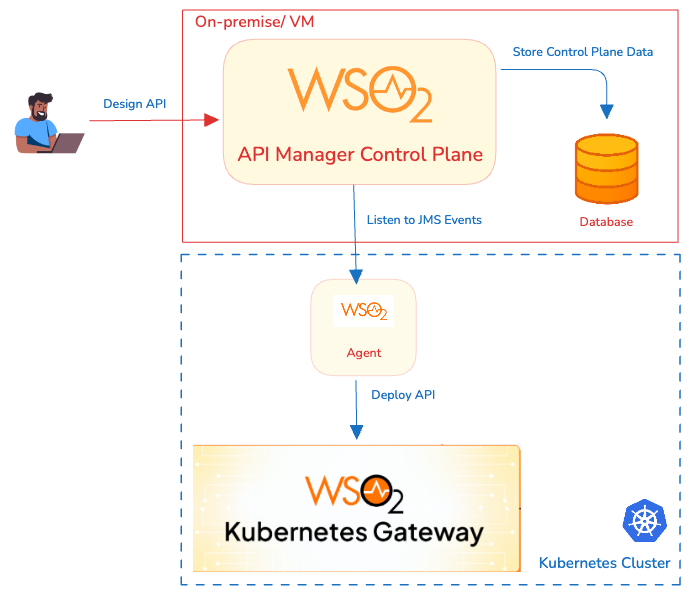 On-premise/ VM
Store Control Plane Data
WSO2
Design API
API Manager Control Plane
Listen to JMS Events
Database
WSO2
Agent
Deploy API
WSO2
Kubernetes Gateway
Kubernetes Cluster